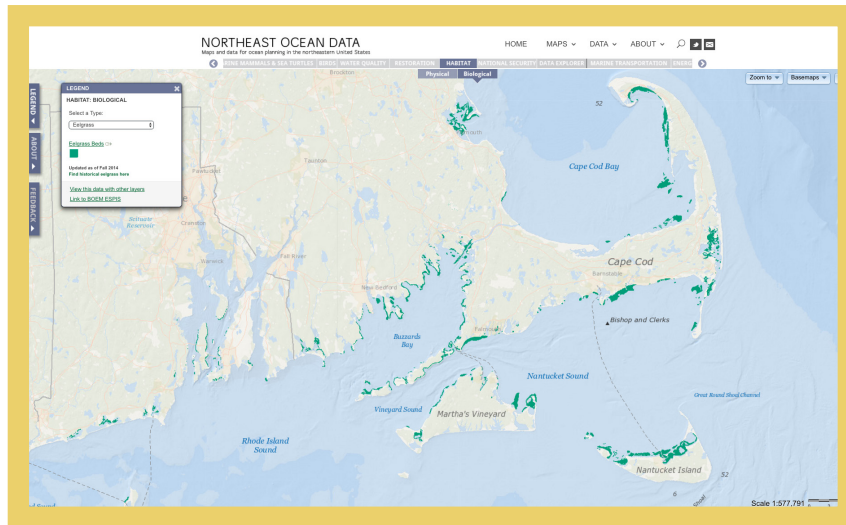 NORTHEAST OCEAN DATA
Maps and data for ocean planning in the northeastern United States
HOME MAPS DATA ABOUT
RINE MAMMALS & SEA TURTLES BIRDS WATER QUALITY RESTORATION HABITAT NATIONAL SECURITY DATA EXPLORER MARINE TRANSPORTATION ENERG
Physical Biological
Zoom to Basemaps
LEGEND
ABOUT
FEEDBACK
LEGEND
HABITAT: BIOLOGICAL
Select a Type:
Eelgrass
Eelgrass Beds
Updated as of Fall 2014
Find historical eelgrass here
View this data with other layers
Link to BOEM ESPIS
Brockton
52
Taunton
Pawtucket
Cape Cod Bay
Scituate
Reservoir
Cranston
Warwick
Fall River
New Bedford
Cape Cod
Barnstable
Bishop and Clerks
Buzzards
Bay
Falmouth
Nantucket Sound
Great Round Shoal Channel
Vineyard Sound
Martha's Vineyard
Rhode Island
Sound
Nantucket Island
52
6
Shoal
Scale 1:577,791